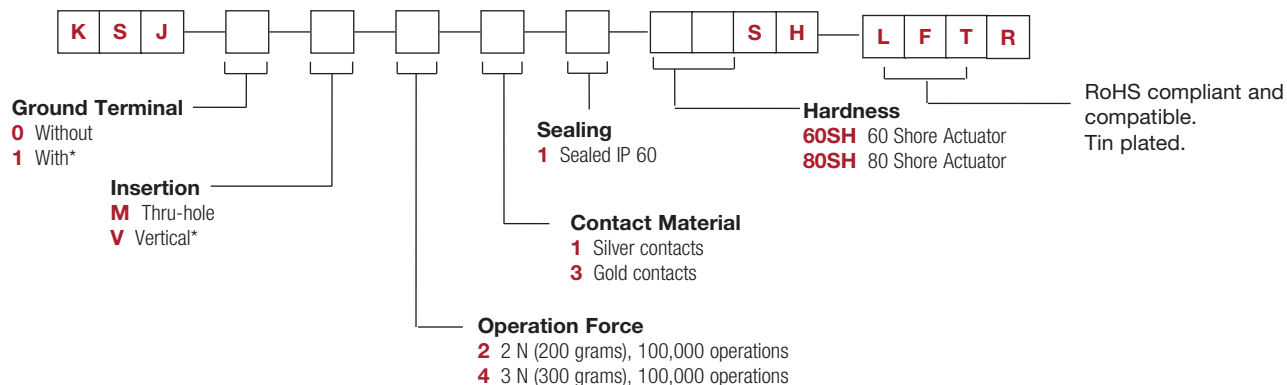 K S J S H L F T R
Ground Terminal
0 Without
1 With*
Insertion
M Thru-hole
V Vertical*
Operation Force
2 2 N (200 grams), 100,000 operations
4 3 N (300 grams), 100,000 operations
Contact Material
1 Silver contacts
3 Gold contacts
Sealing
1 Sealed IP 60
Hardness
60SH 60 Shore Actuator
80SH 80 Shore Actuator
RoHS compliant and
compatible.
Tin plated.